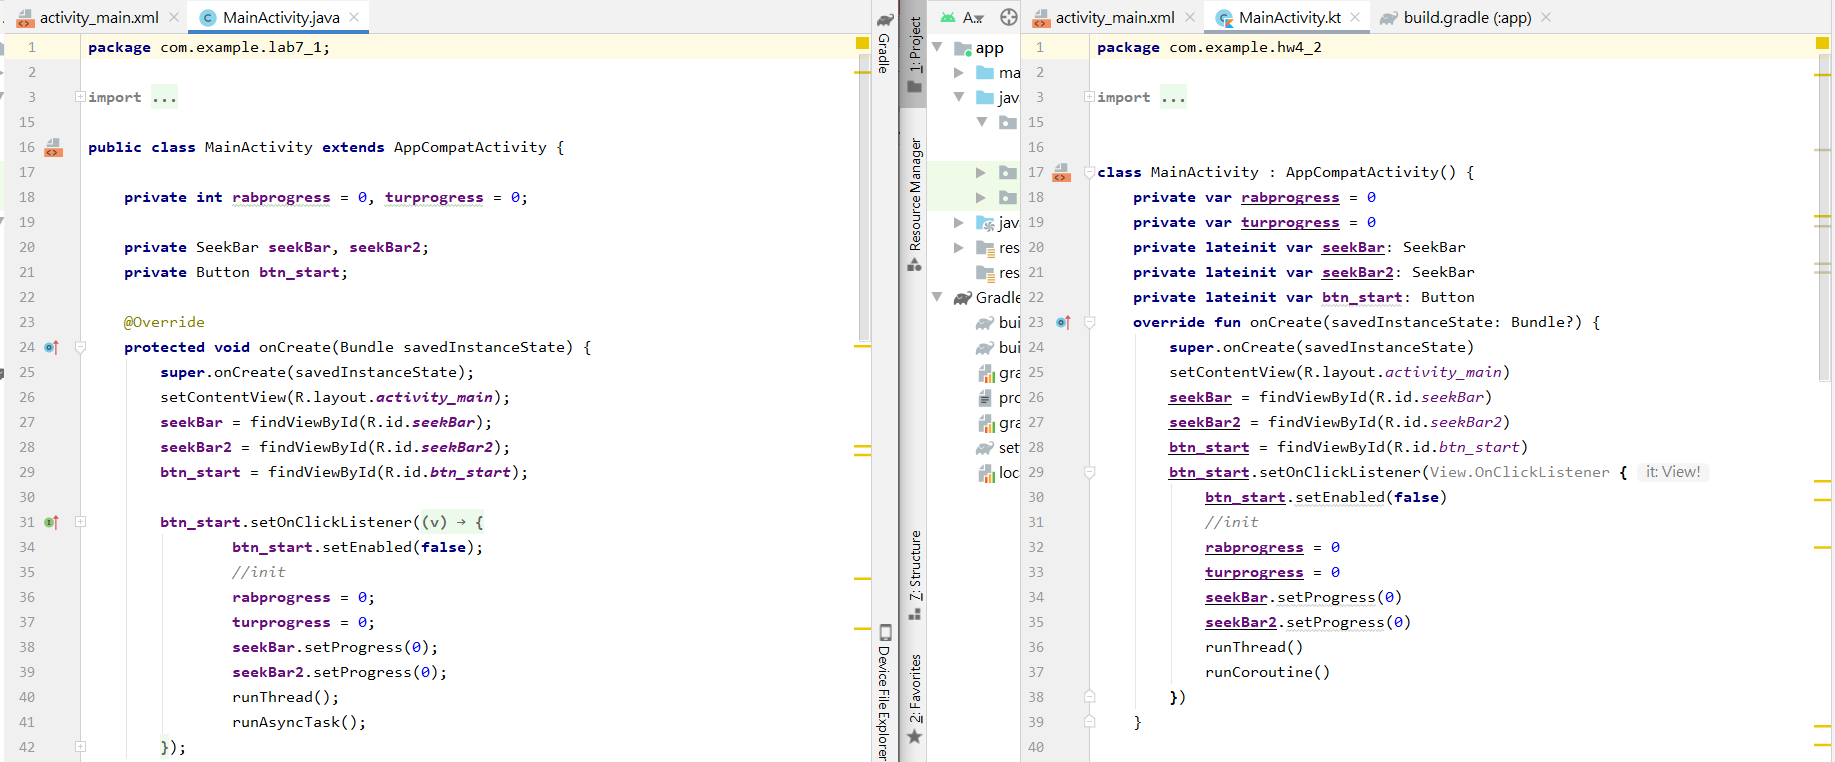 activity_main.xml
MainActivity.java
1 package com.example.lab7_1;
2
3 import ...
15
16 public class MainActivity extends AppCompatActivity {
17
18 private int rabprogress = 0, turprogress = 0;
19
20 private SeekBar seekBar, seekBar2;
21 private Button btn_start;
22
23 @Override
24 protected void onCreate(Bundle savedInstanceState) {
25 super.onCreate(savedInstanceState);
26 setContentView(R.layout.activity_main);
27 seekBar = findViewById(R.id.seekBar);
28 seekBar2 = findViewById(R.id.seekBar2);
29 btn_start = findViewById(R.id.btn_start);
30
31 btn_start.setOnClickListener((v) → {
34 btn_start.setEnabled(false);
35 //init
36 rabprogress = 0;
37 turprogress = 0;
38 seekBar.setProgress(0);
39 seekBar2.setProgress(0);
40 runThread();
41 runAsyncTask();
42 });
Gradle
Device File Explorer
1: Project
Resource Manager
7: Structure
2: Favorites
A
app
ma
jav
jav
res
res
Gradle
bui
bui
gra
pro
gra
set
loc
activity_main.xml
MainActivity.kt
build.gradle (:app)
1 package com.example.hw4_2
2
3 import ...
15
16
17 class MainActivity : AppCompatActivity() {
18 private var rabprogress = 0
19 private var turprogress = 0
20 private lateinit var seekBar: SeekBar
21 private lateinit var seekBar2: SeekBar
22 private lateinit var btn_start: Button
23 override fun onCreate(savedInstanceState: Bundle?) {
24 super.onCreate(savedInstanceState)
25 setContentView(R.layout.activity_main)
26 seekBar = findViewById(R.id.seekBar)
27 seekBar2 = findViewById(R.id.seekBar2)
28 btn_start = findViewById(R.id.btn_start)
29 btn_start.setOnClickListener(View.OnClickListener { it: View!
30 btn_start.setEnabled(false)
31 //init
32 rabprogress = 0
33 turprogress = 0
34 seekBar.setProgress(0)
35 seekBar2.setProgress(0)
36 runThread()
37 runCoroutine()
38 })
39 }
40